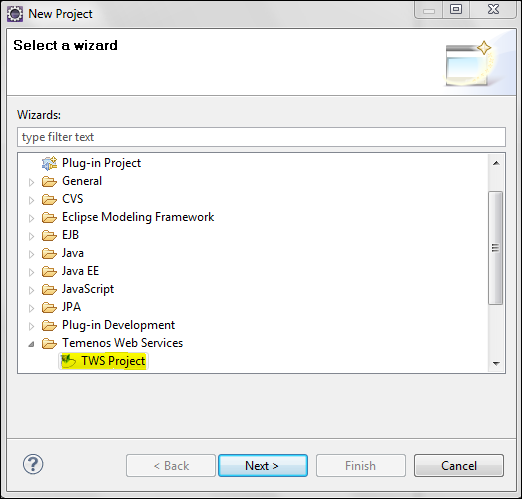 New Project
Select a wizard
Wizards:
type filter text
Plug-in Project
General
CVS
Eclipse Modeling Framework
EJB
Java
Java EE
JavaScript
JPA
Plug-in Development
Temenos Web Services
TWS Project
?
< Back Next > Finish Cancel